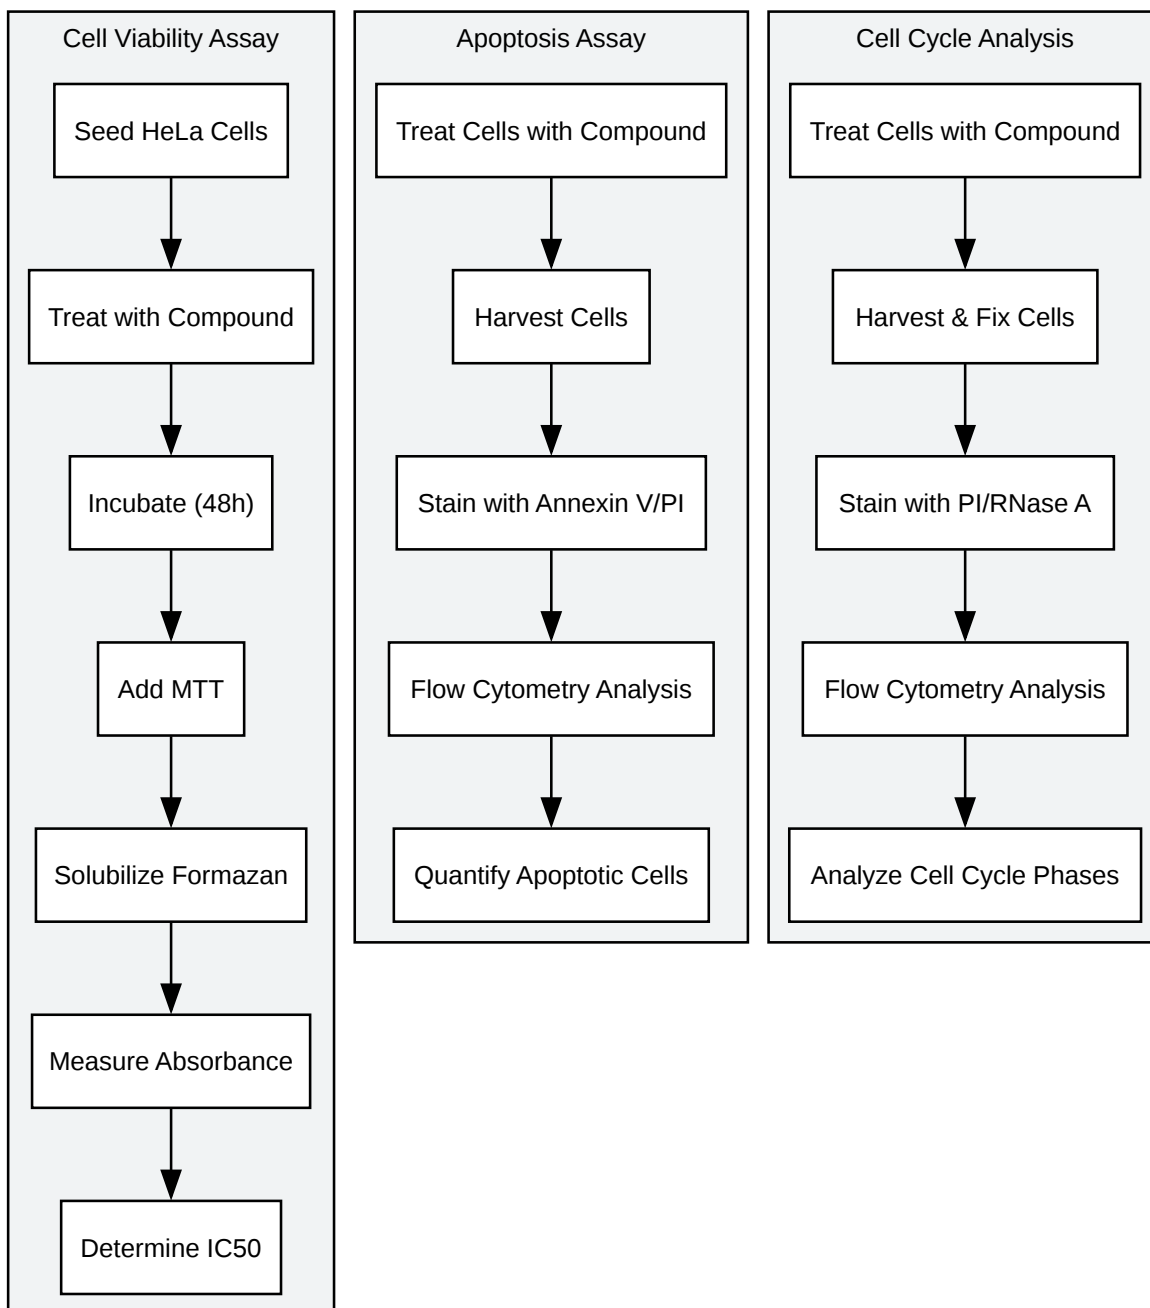 Cell Viability Assay
Seed HeLa Cells
Treat with Compound
Incubate (48h)
Add MTT
Solubilize Formazan
Measure Absorbance
Determine IC50
Apoptosis Assay
Treat Cells with Compound
Harvest Cells
Stain with Annexin V/PI
Flow Cytometry Analysis
Quantify Apoptotic Cells
Cell Cycle Analysis
Treat Cells with Compound
Harvest & Fix Cells
Stain with PI/RNase A
Flow Cytometry Analysis
Analyze Cell Cycle Phases